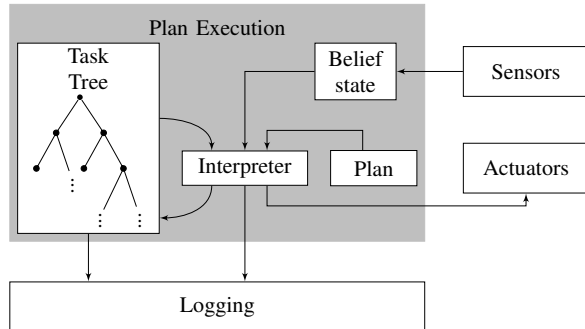 Plan Execution
Task
Tree
Belief
state
Sensors
Interpreter
Plan
Actuators
Logging